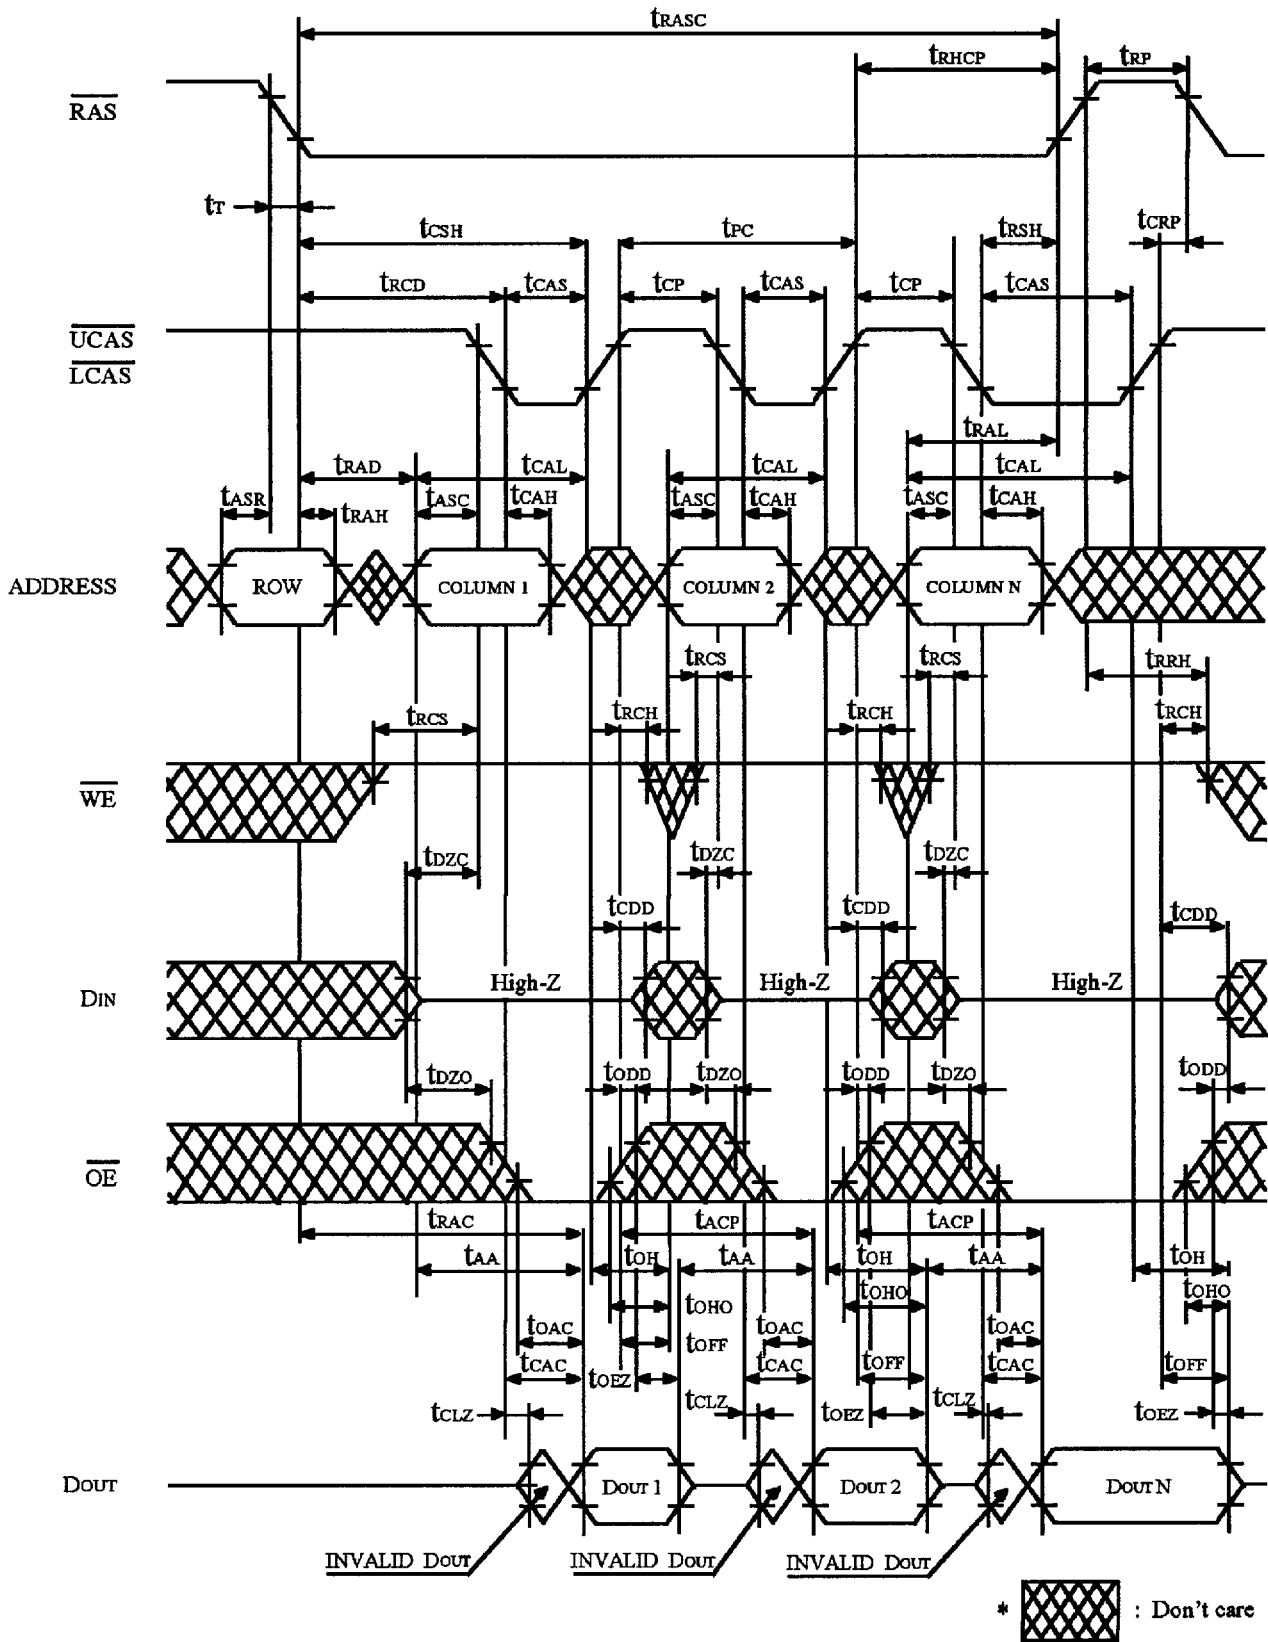 tRASC
tRHCP tRP
RAS
tT
tCSH tPC tRSH tCRP
tRCD tCAS tCP tCAS tCP tCAS
UCAS
LCAS
tRAL
tRAD tCAL tCAL tCAL
tASR tRAH tASC tCAH tASC tCAH tASC tCAH
ADDRESS ROW COLUMN 1 COLUMN 2 COLUMN N
tRCS tRCS tRRH
tRCS tRCH tRCH tRCH
WE
tDZC tDZC tDZC
tCDD tCDD tCDD
DIN High-Z High-Z High-Z
tDZO tODD tDZO tODD tDZO tODD
OE
tRAC tACP tACP
tAA tOH tAA tOH tAA tOH
tOHO tOHO tOHO
tOAC tOFF tOAC tOAC
tCAC tOEZ tCAC tOFF tCAC tOFF
tCLZ tCLZ tOEZ tCLZ tOEZ
DOUT DOUT 1 DOUT 2 DOUT N
INVALID DOUT INVALID DOUT INVALID DOUT
* : Don't care